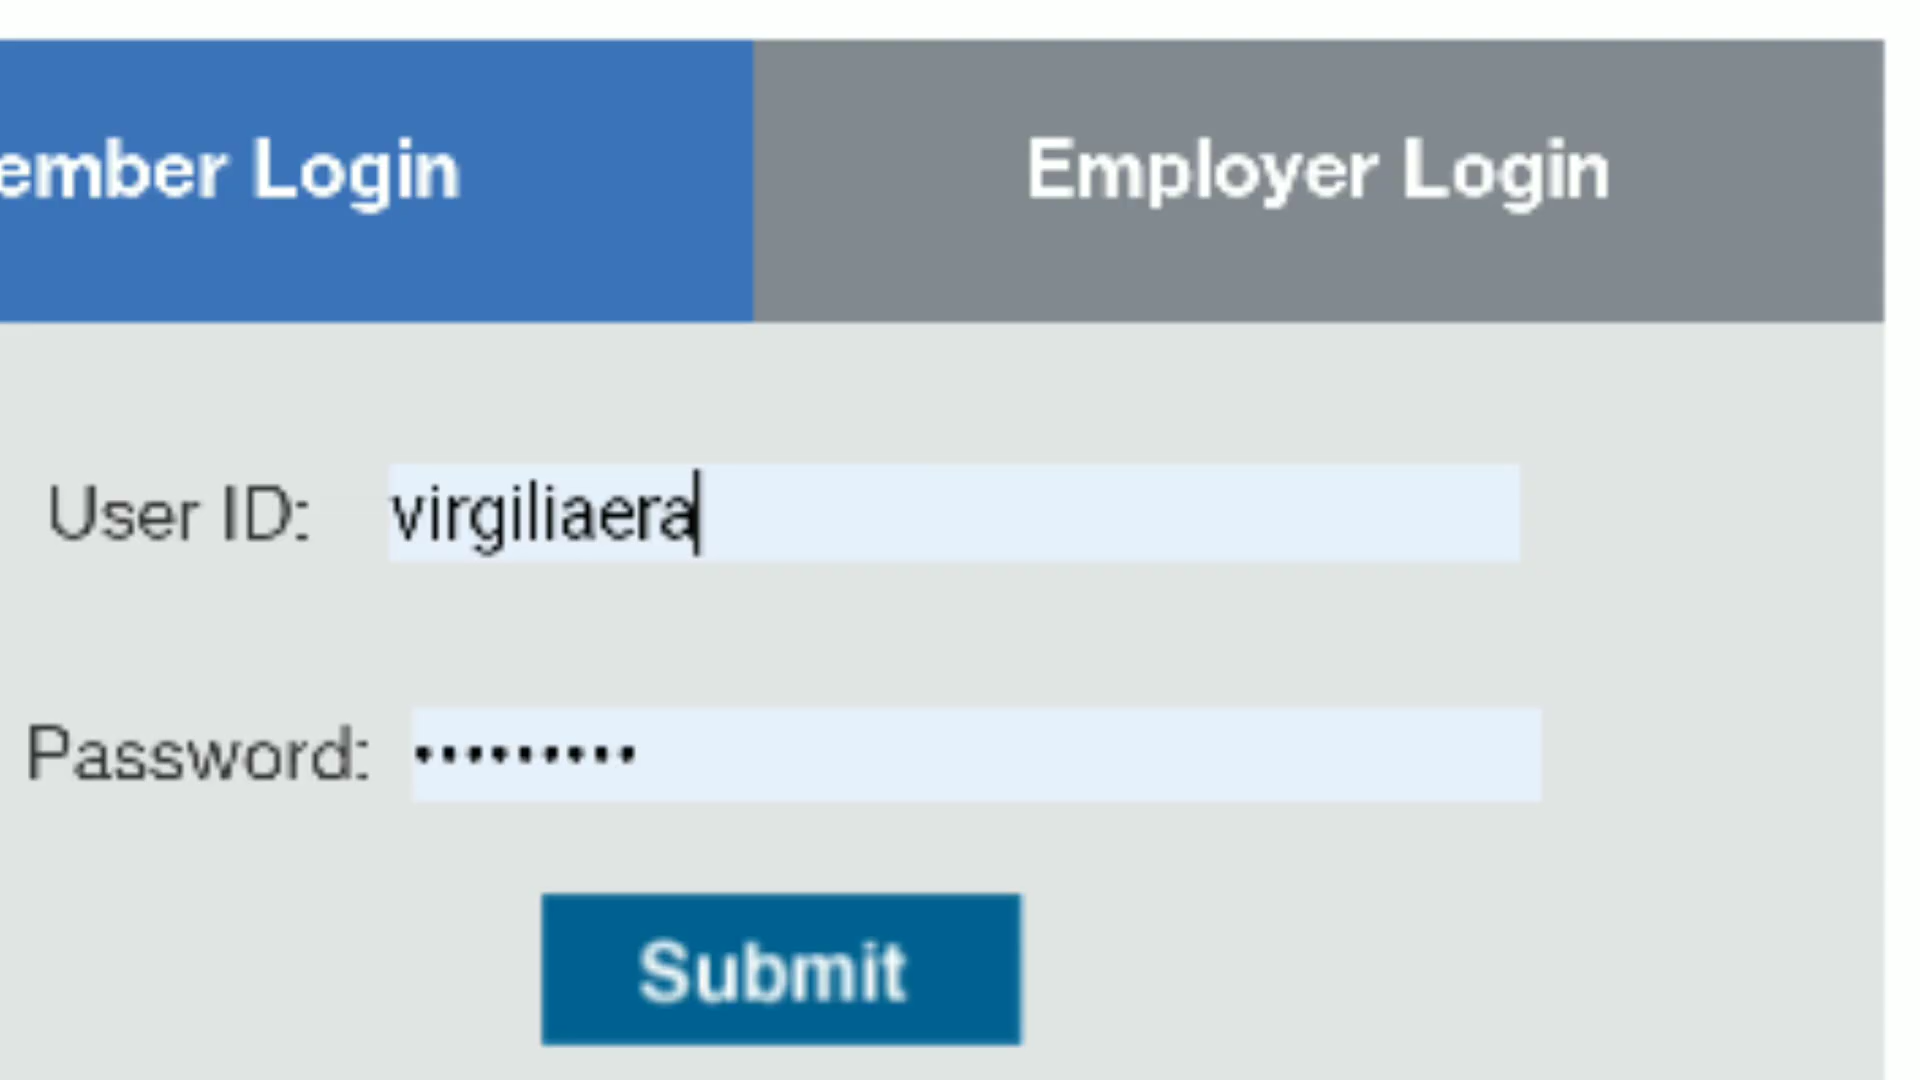 ember Login
Employer Login
User ID: virgiliaera
Password: •••••••••
Submit